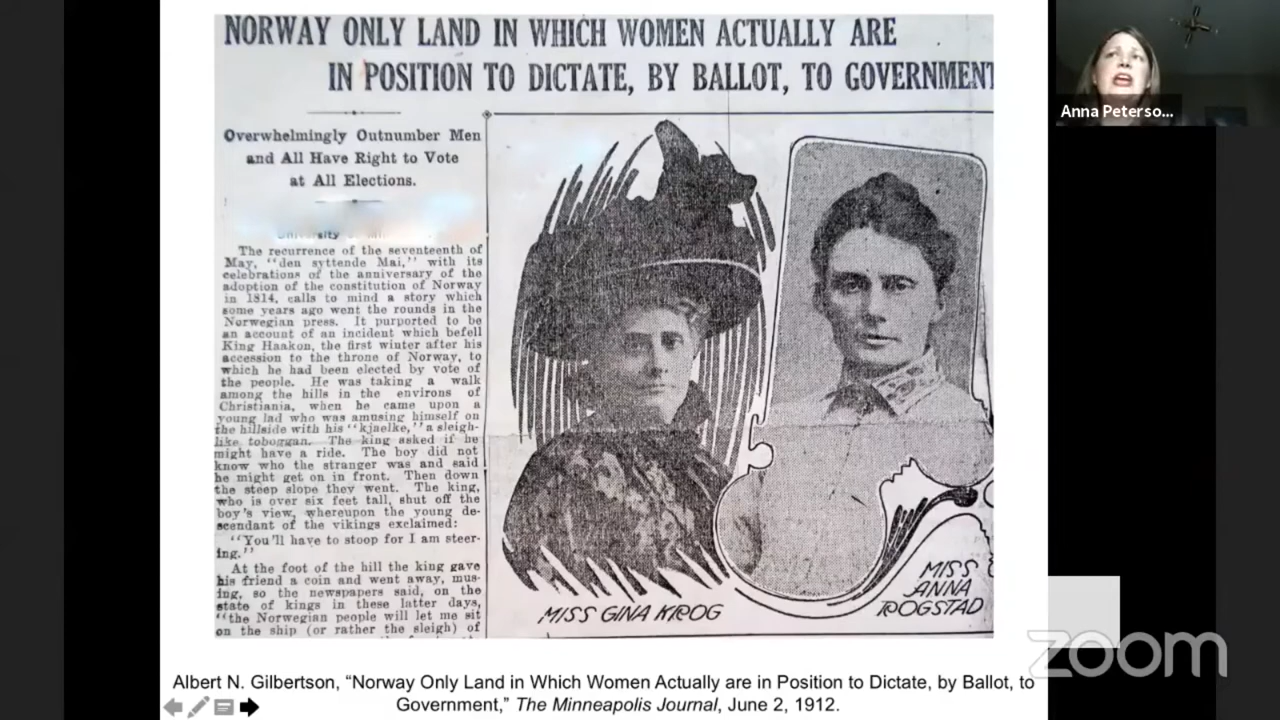 NORWAY ONLY LAND IN WHICH WOMEN ACTUALLY ARE
IN POSITION TO DICTATE, BY BALLOT, TO GOVERNMENT
Overwhelmingly Outnumber Men
and All Have Right to Vote
at All Elections.
The recurrence of the seventeenth of
May, "den syttende Mai," with its
celebrations of the anniversary of the
adoption of the constitution of Norway
in 1814, calls to mind a story which
some years ago went the rounds in the
Norwegian press. It purported to be
an account of an incident which befell
King Haakon, the first winter after his
accession to the throne of Norway, to
which he had been elected by vote of
the people. He was taking a walk
among the hills in the environs of
Christiania, when he came upon a
young lad who was amusing himself on
the hillside with his "kjaelke," a sleigh-
like toboggan. The king asked if he
might have a ride. The boy did not
know who the stranger was and said
he might get on in front. Then down
the steep slope they went. The king,
who is over six feet tall, shut off the
boy's view, whereupon the young de-
scendant of the vikings exclaimed:
"You'll have to stoop for I am steer-
ing."
At the foot of the hill the king gave
his friend a coin and went away, mus-
ing, so the newspapers said, on the
state of kings in these latter days,
"the Norwegian people will let me sit
on the ship (or rather the sleigh) of
MISS GINA KROG
MISS
ANNA
ROGSTAD
Albert N. Gilbertson, “Norway Only Land in Which Women Actually are in Position to Dictate, by Ballot, to
Government,” The Minneapolis Journal, June 2, 1912.
Anna Peterso...
zoom